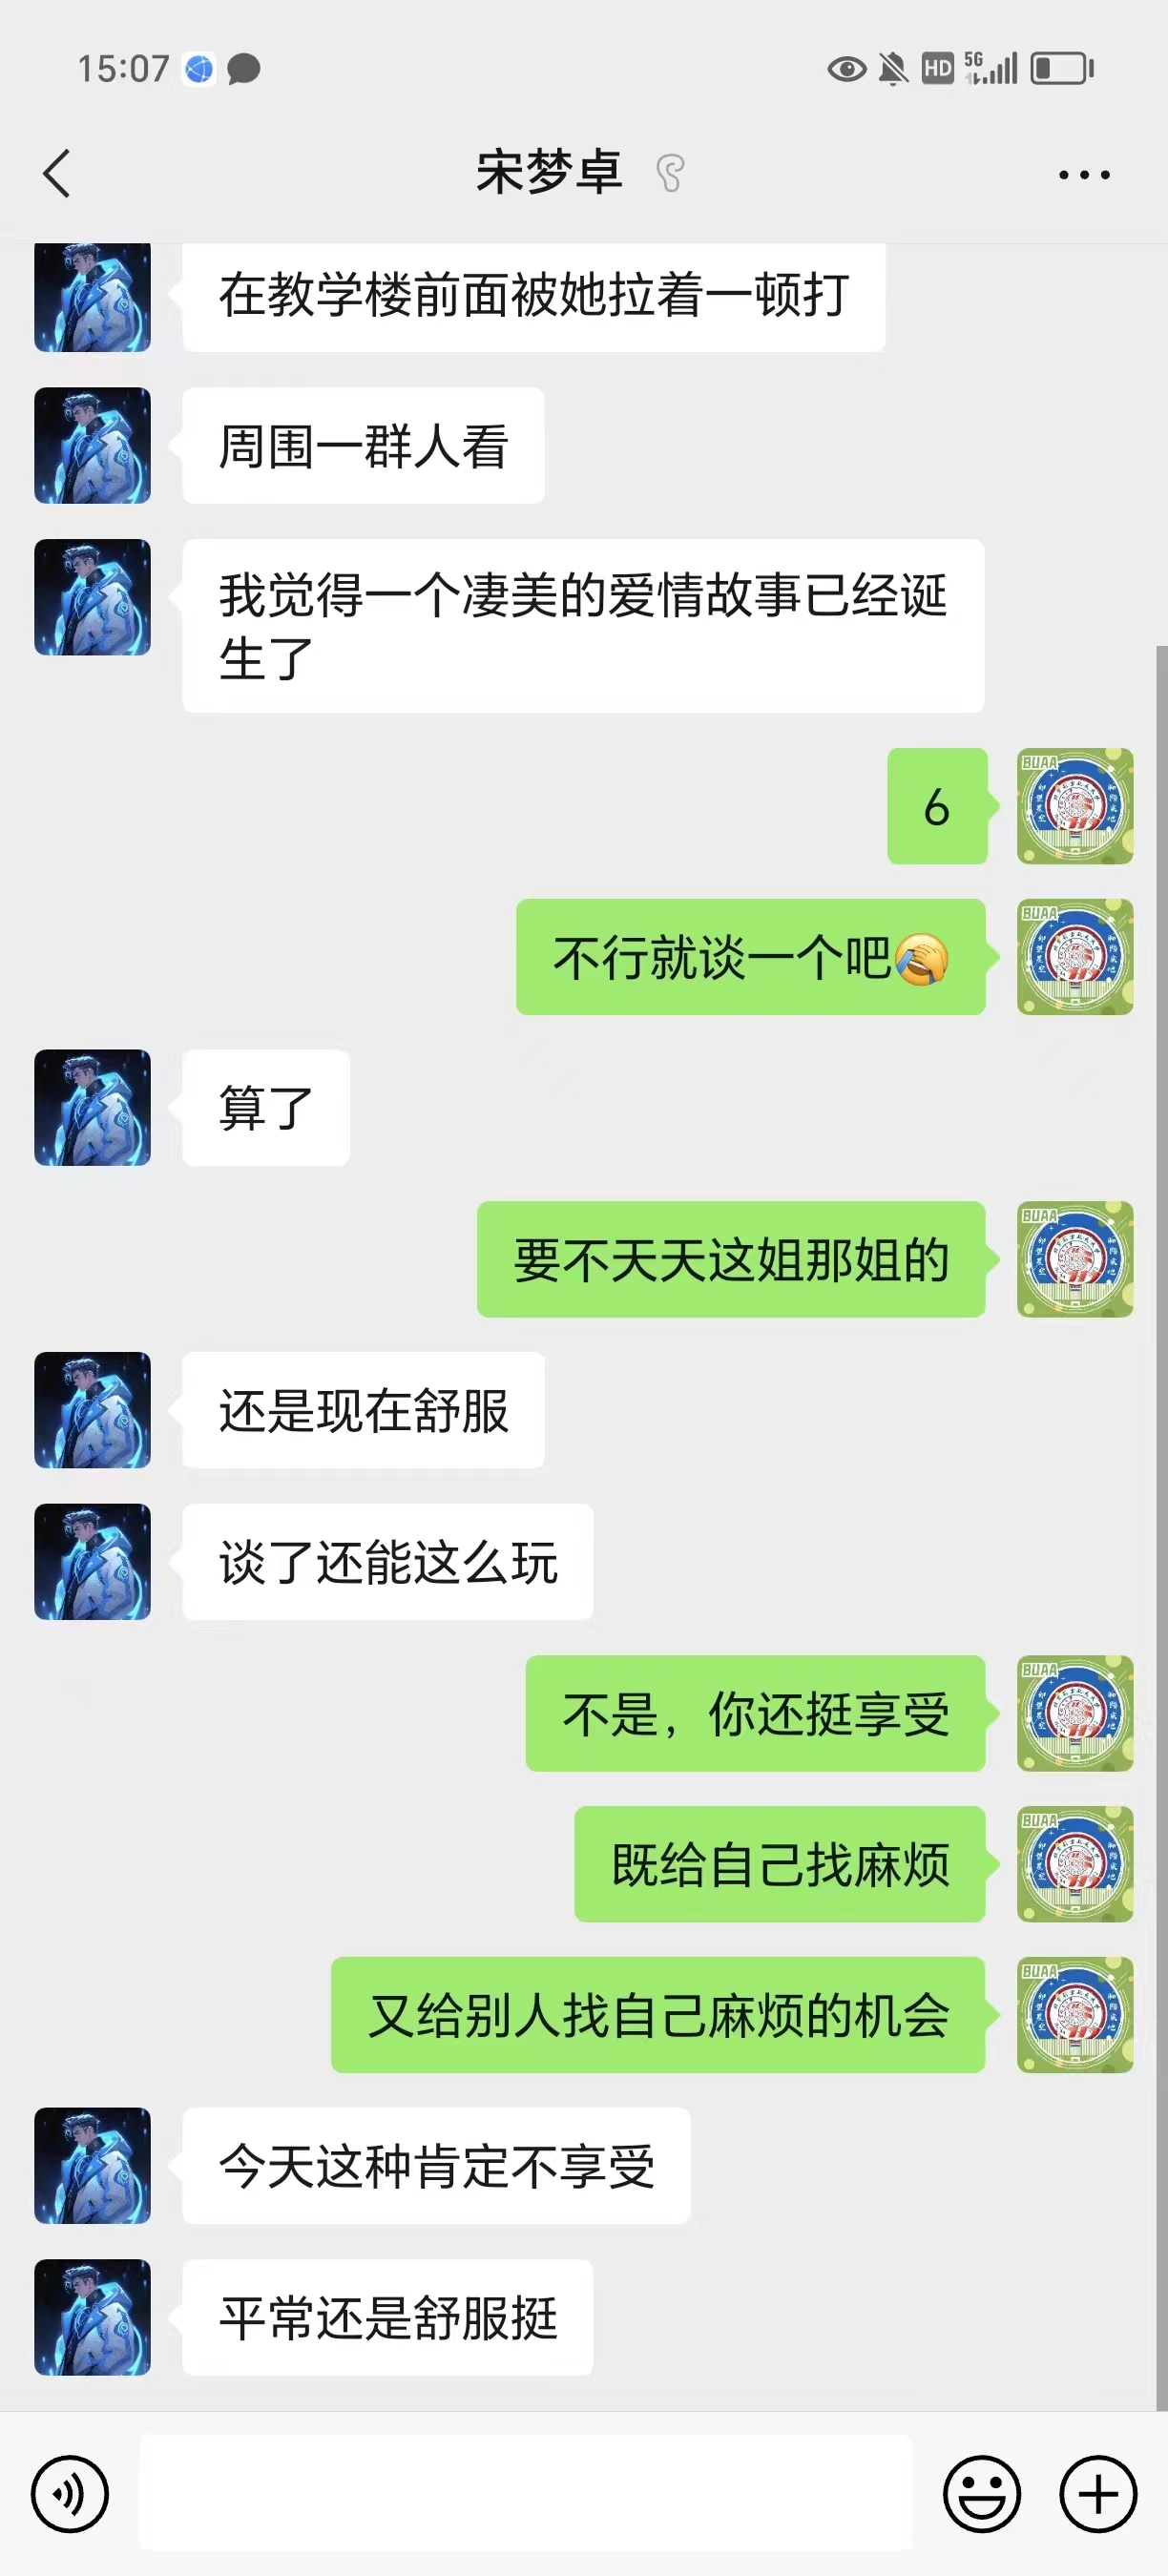 15:07
HD
5G
宋梦卓
在教学楼前面被她拉着一顿打
周围一群人看
我觉得一个凄美的爱情故事已经诞
生了
BUAA
6
BUAA
不行就谈一个吧🤦
算了
BUAA
要不天天这姐那姐的
还是现在舒服
谈了还能这么玩
BUAA
不是，你还挺享受
BUAA
既给自己找麻烦
BUAA
又给别人找自己麻烦的机会
今天这种肯定不享受
平常还是舒服挺